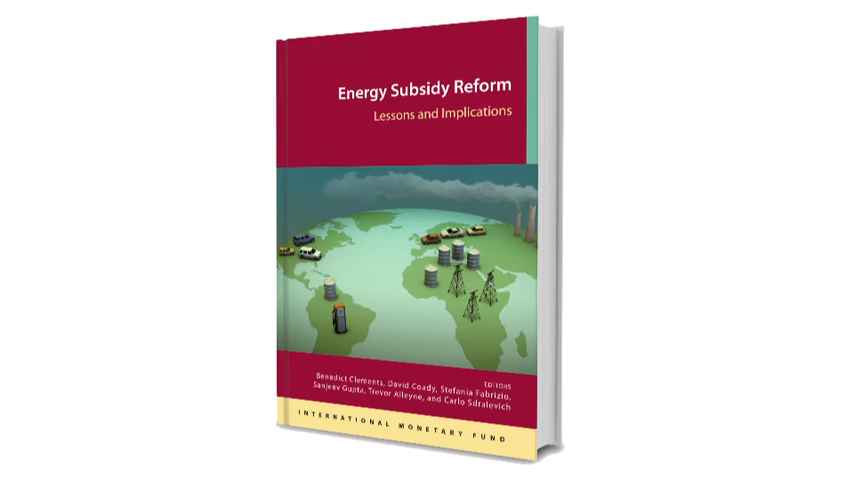 Energy Subsidy Reform
Lessons and Implications
EDITORS
Benedict Clements, David Coady, Stefania Fabrizio,
Sanjeev Gupta, Trevor Alleyne, and Carlo Sdralevich
INTERNATIONAL MONETARY FUND